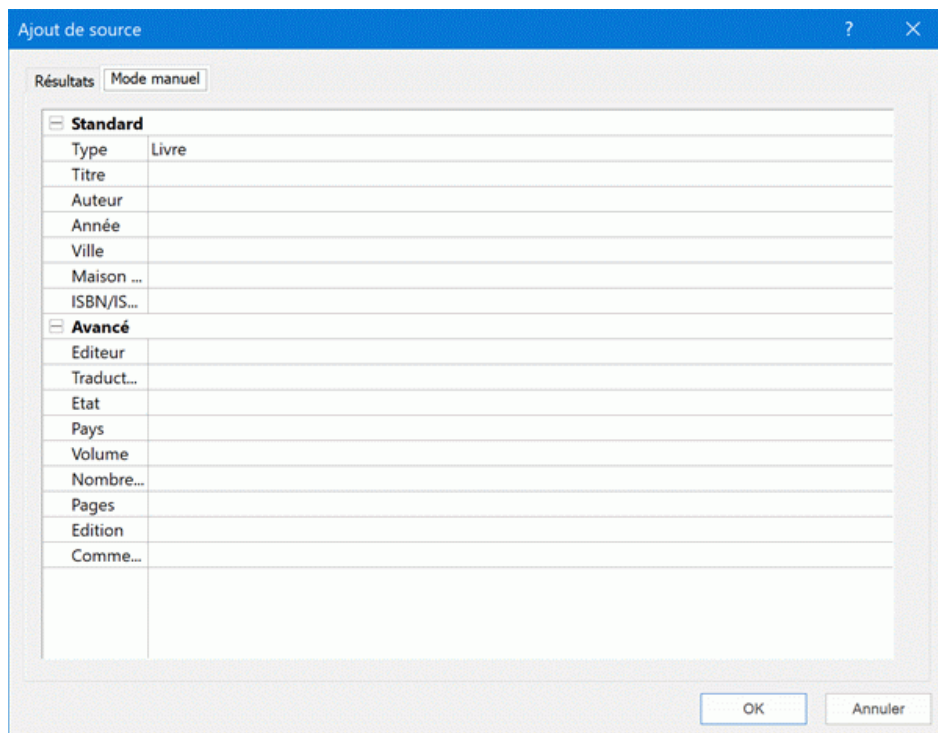 Ajout de source
Résultats Mode manuel
Standard
Type Livre
Titre
Auteur
Année
Ville
Maison ...
ISBN/IS...
Avancé
Editeur
Traduct...
Etat
Pays
Volume
Nombre...
Pages
Edition
Comme...
OK Annuler